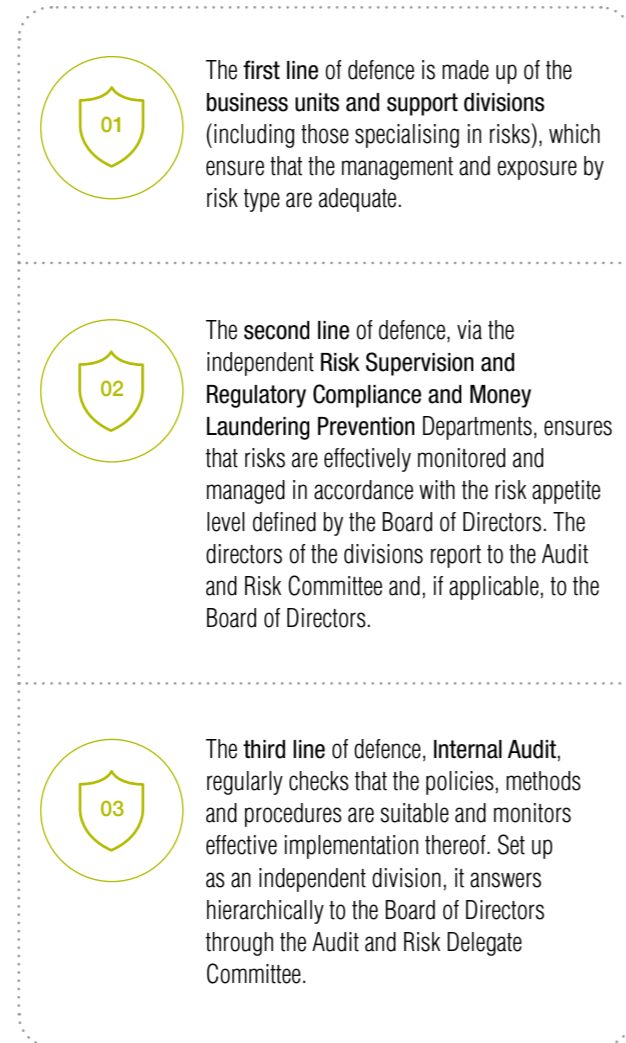 01
The first line of defence is made up of the
business units and support divisions
(including those specialising in risks), which
ensure that the management and exposure by
risk type are adequate.
02
The second line of defence, via the
independent Risk Supervision and
Regulatory Compliance and Money
Laundering Prevention Departments, ensures
that risks are effectively monitored and
managed in accordance with the risk appetite
level defined by the Board of Directors. The
directors of the divisions report to the Audit
and Risk Committee and, if applicable, to the
Board of Directors.
03
The third line of defence, Internal Audit,
regularly checks that the policies, methods
and procedures are suitable and monitors
effective implementation thereof. Set up
as an independent division, it answers
hierarchically to the Board of Directors
through the Audit and Risk Delegate
Committee.